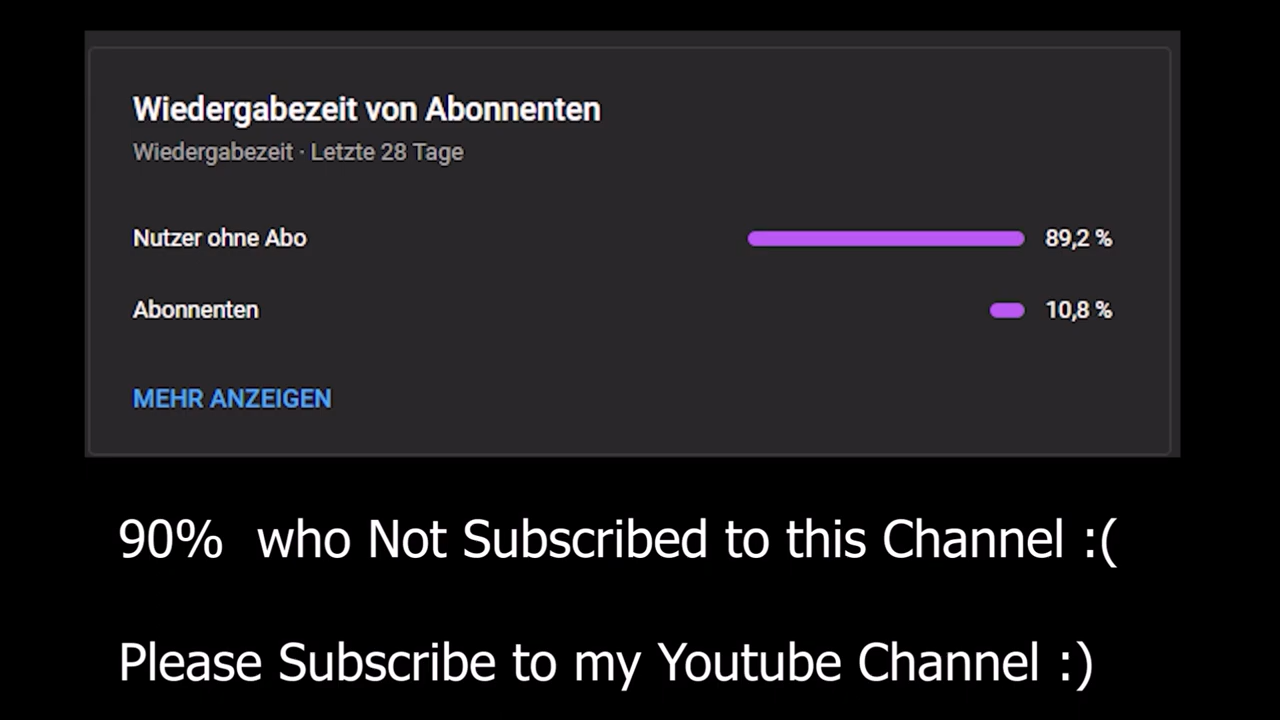 Wiedergabezeit von Abonnenten
Wiedergabezeit · Letzte 28 Tage
Nutzer ohne Abo 89,2 %
Abonnenten 10,8 %
MEHR ANZEIGEN
90% who Not Subscribed to this Channel :(
Please Subscribe to my Youtube Channel :)